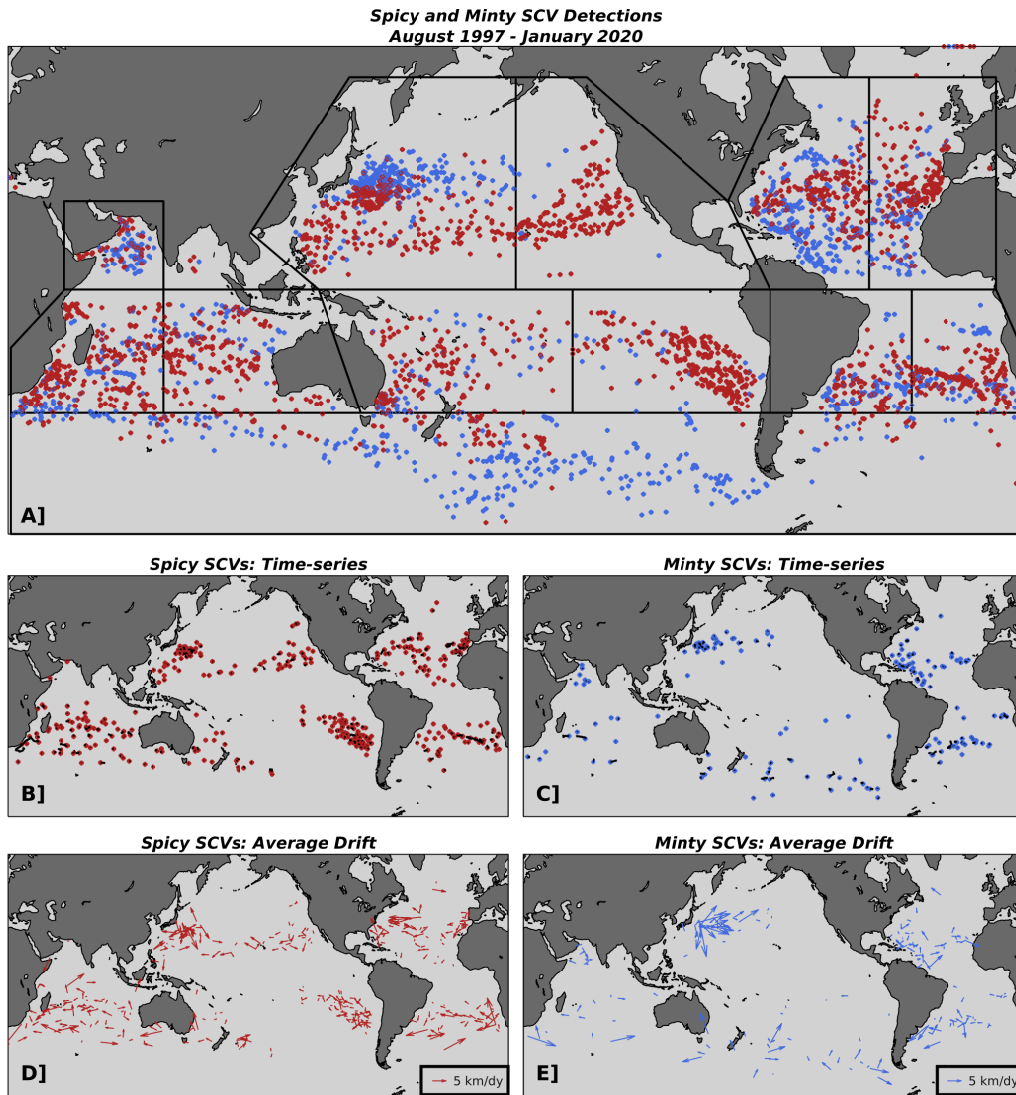 Spicy and Minty SCV Detections
August 1997 - January 2020
A]
Spicy SCVs: Time-series
Minty SCVs: Time-series
B]
C]
Spicy SCVs: Average Drift
Minty SCVs: Average Drift
D]
5 km/dy
E]
5 km/dy